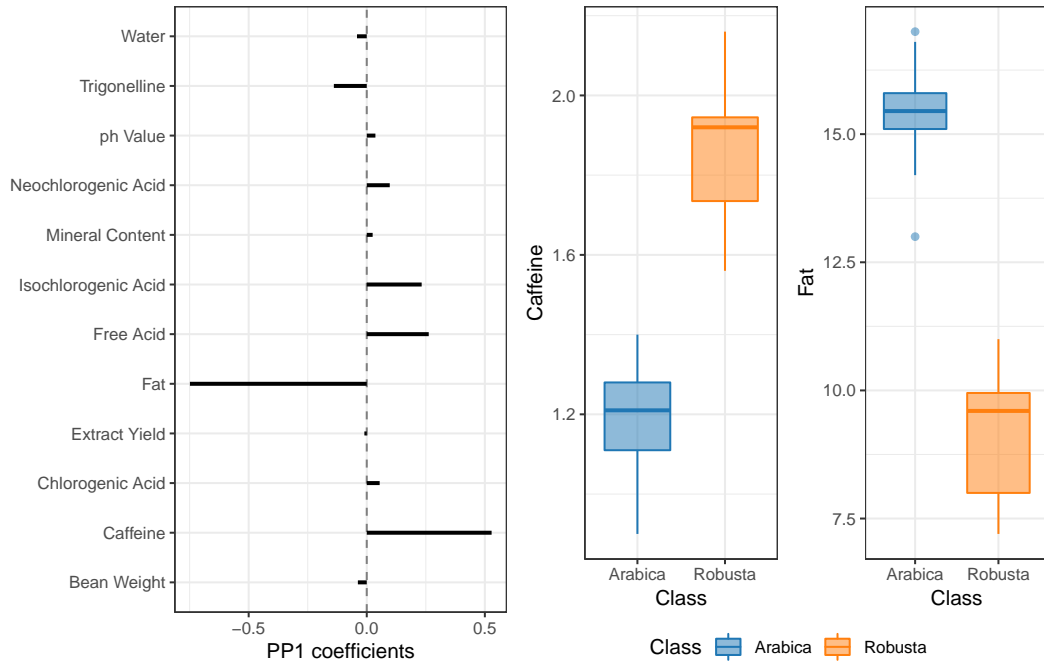 Water
Trigonelline
ph Value
Neochlorogenic Acid
Mineral Content
Isochlorogenic Acid
Free Acid
Fat
Extract Yield
Chlorogenic Acid
Caffeine
Bean Weight
−0.5 0.0 0.5
PP1 coefficients
Caffeine
2.0
1.6
1.2
Arabica Robusta
Class
Fat
15.0
12.5
10.0
7.5
Arabica Robusta
Class
Class Arabica Robusta